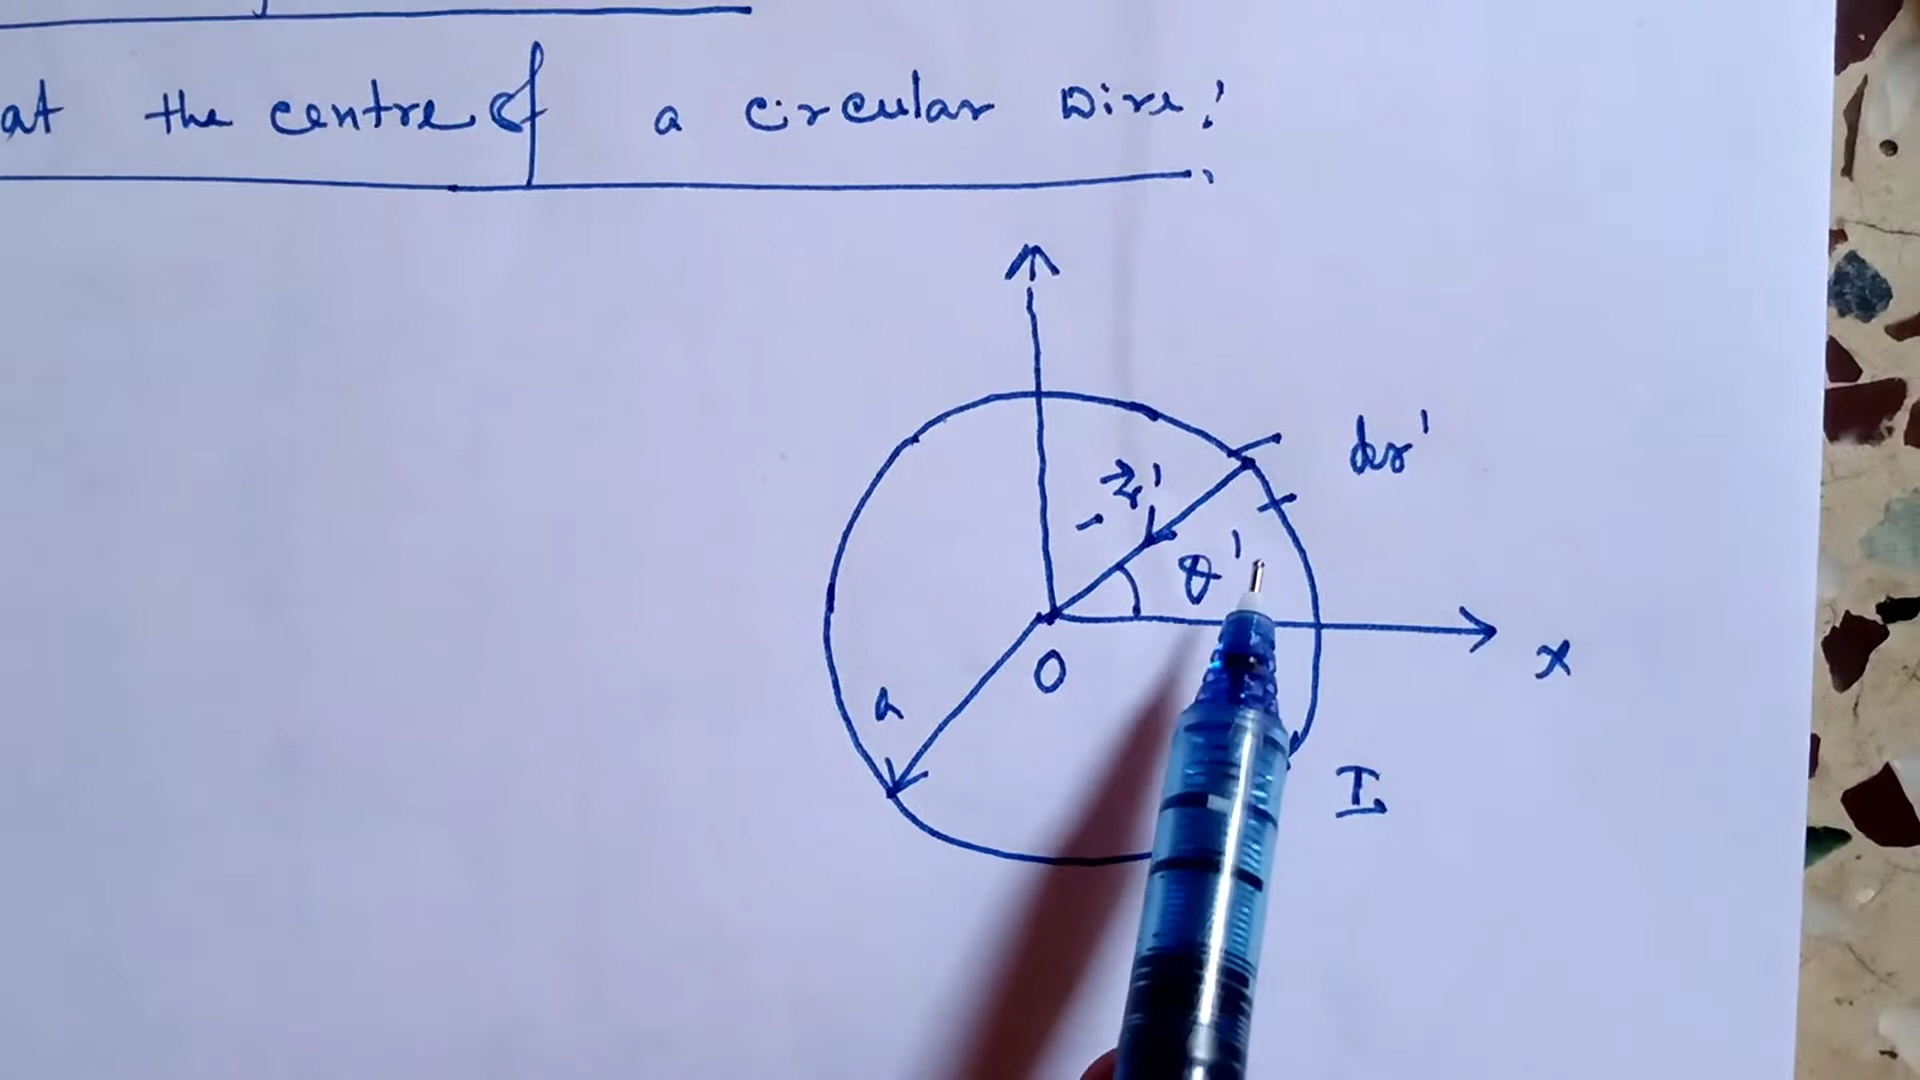 at the centre of a circular wire:
dr'
- r⃗'
θ'
O
x
a
I